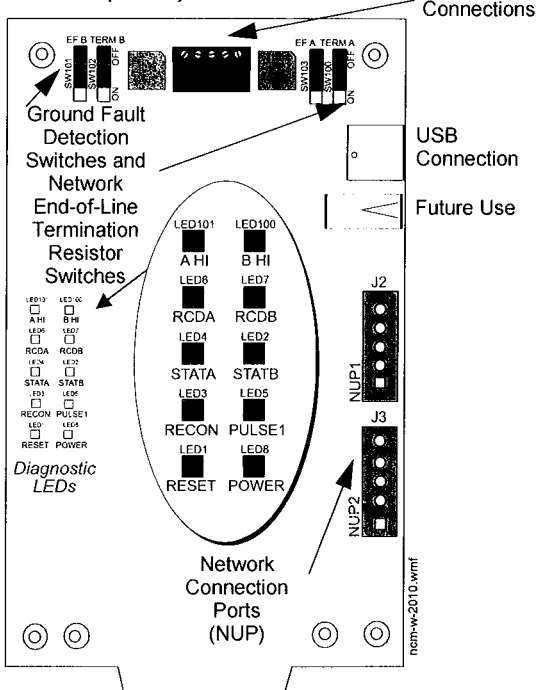 Connections
EF B TERM B
SW101
SW102
OFF
ON
EF A TERM A
SW103
SW100
OFF
ON
Ground Fault
Detection
Switches and
Network
End-of-Line
Termination
Resistor
Switches
USB
Connection
Future Use
LED101 LED100
A HI B HI
LED6 LED7
RCDA RCDB
LED4 LED2
STATA STATB
LED3 LED5
RECON PULSE1
LED1 LED8
RESET POWER
A HI B HI
RCDA RCDB
STATA STATB
RECON PULSE1
RESET POWER
Diagnostic
LEDs
J2
NUP1
J3
NUP2
Network
Connection
Ports
(NUP)
ncm-w-2010.wmf